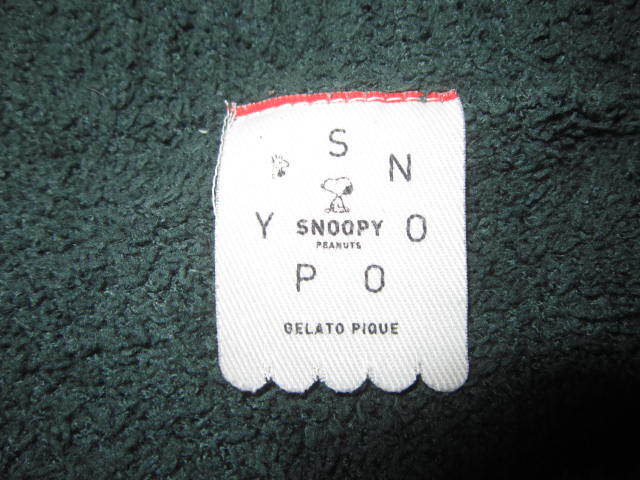 S
N
Y SNOOPY O
PEANUTS
P O
GELATO PIQUE